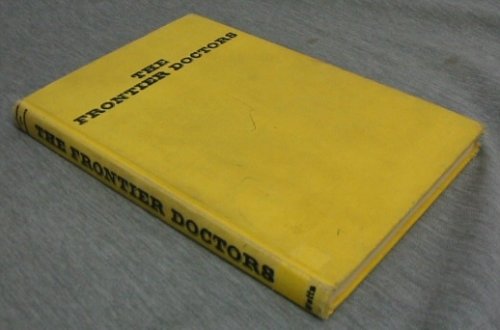 THE
FRONTIER DOCTORS
THE FRONTIER DOCTORS